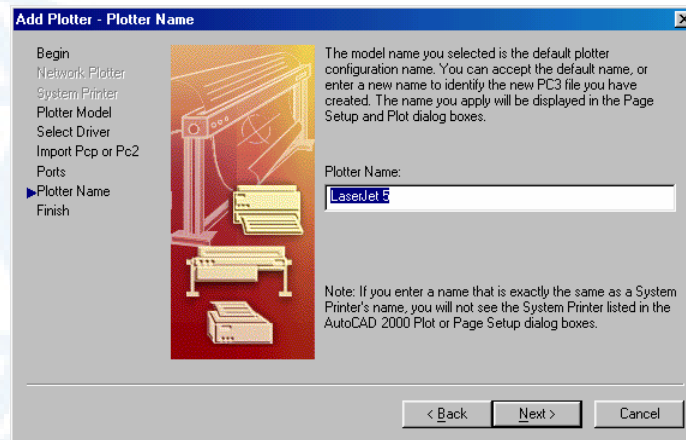 Add Plotter - Plotter Name
Begin
Network Plotter
System Printer
Plotter Model
Select Driver
Import Pcp or Pc2
Ports
Plotter Name
Finish
The model name you selected is the default plotter
configuration name. You can accept the default name, or
enter a new name to identify the new PC3 file you have
created. The name you apply will be displayed in the Page
Setup and Plot dialog boxes.
Plotter Name:
LaserJet 5
Note: If you enter a name that is exactly the same as a System
Printer's name, you will not see the System Printer listed in the
AutoCAD 2000 Plot or Page Setup dialog boxes.
< Back
Next >
Cancel